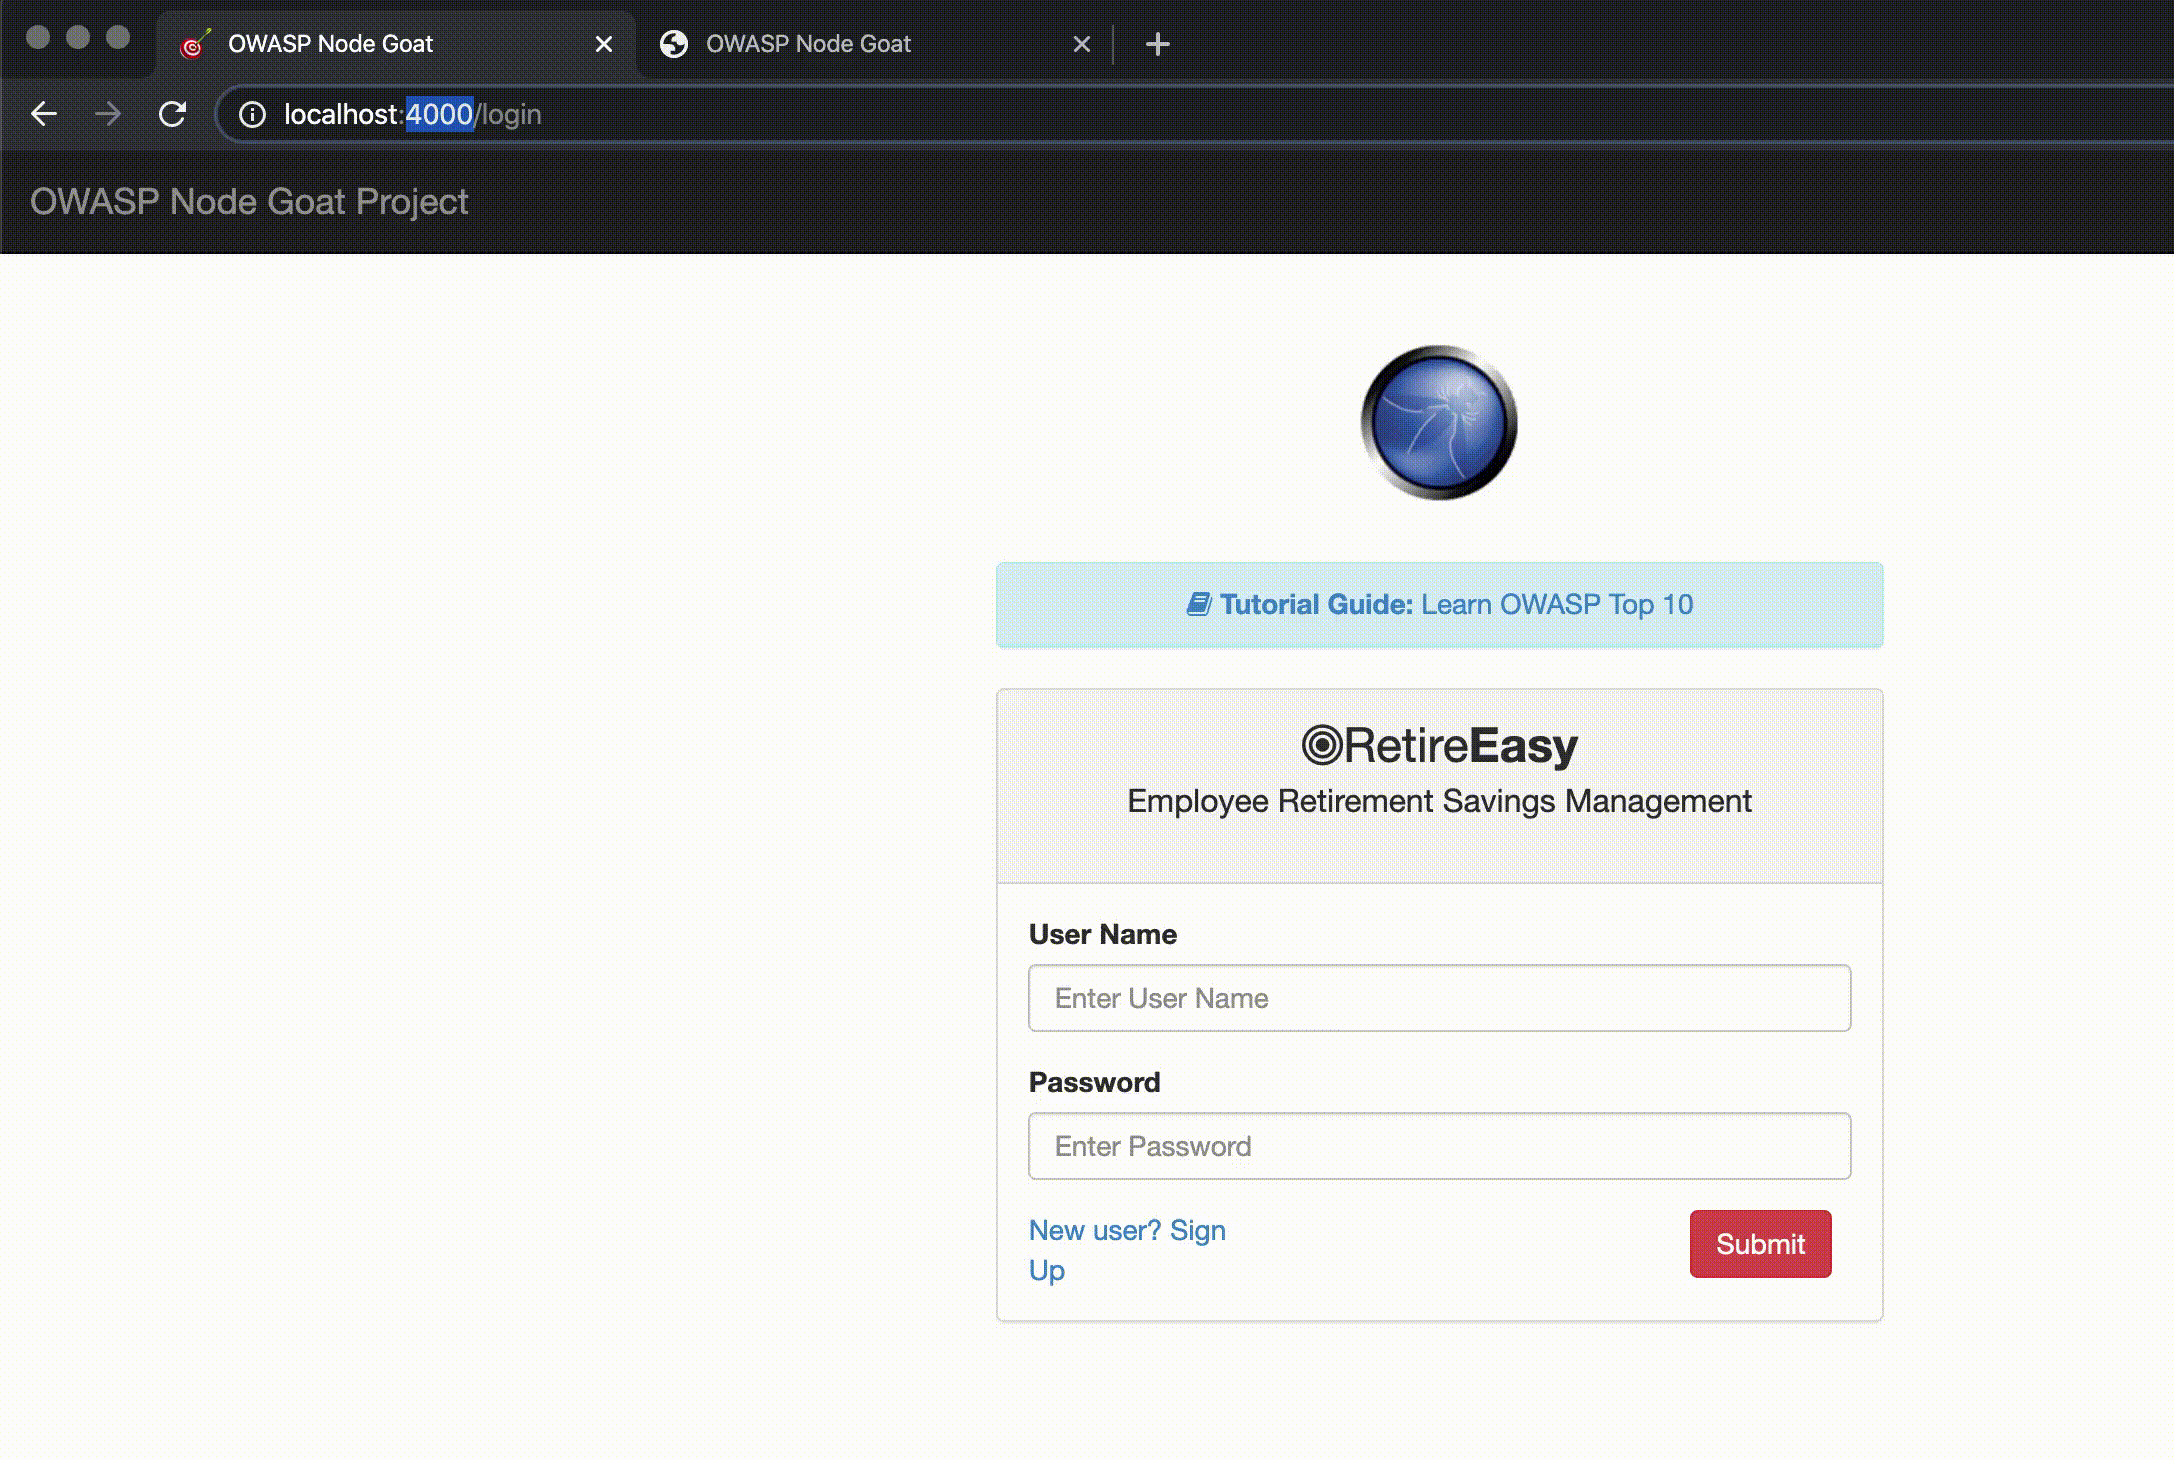 OWASP Node Goat
OWASP Node Goat
localhost:4000/login
OWASP Node Goat Project
Tutorial Guide: Learn OWASP Top 10
RetireEasy
Employee Retirement Savings Management
User Name
Enter User Name
Password
Enter Password
New user? Sign
Up
Submit